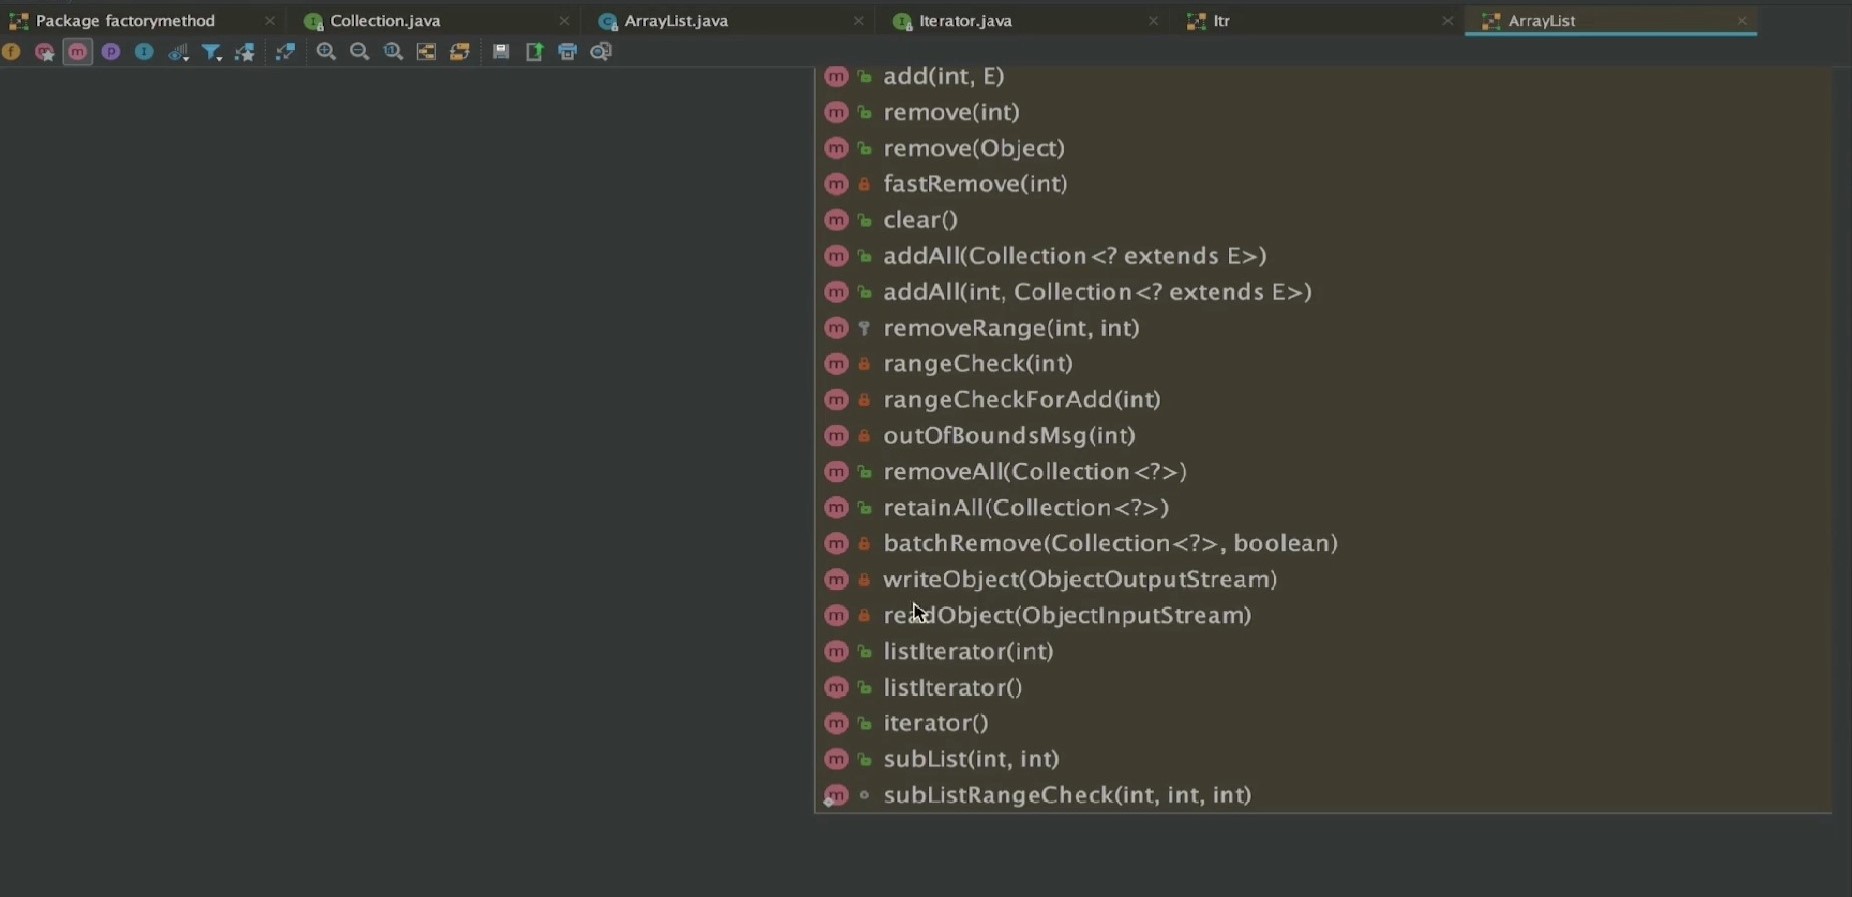 Package factorymethod
Collection.java
ArrayList.java
Iterator.java
Itr
ArrayList
add(int, E)
remove(int)
remove(Object)
fastRemove(int)
clear()
addAll(Collection<? extends E>)
addAll(int, Collection<? extends E>)
removeRange(int, int)
rangeCheck(int)
rangeCheckForAdd(int)
outOfBoundsMsg(int)
removeAll(Collection<?>)
retainAll(Collection<?>)
batchRemove(Collection<?>, boolean)
writeObject(ObjectOutputStream)
readObject(ObjectInputStream)
listIterator(int)
listIterator()
iterator()
subList(int, int)
subListRangeCheck(int, int, int)